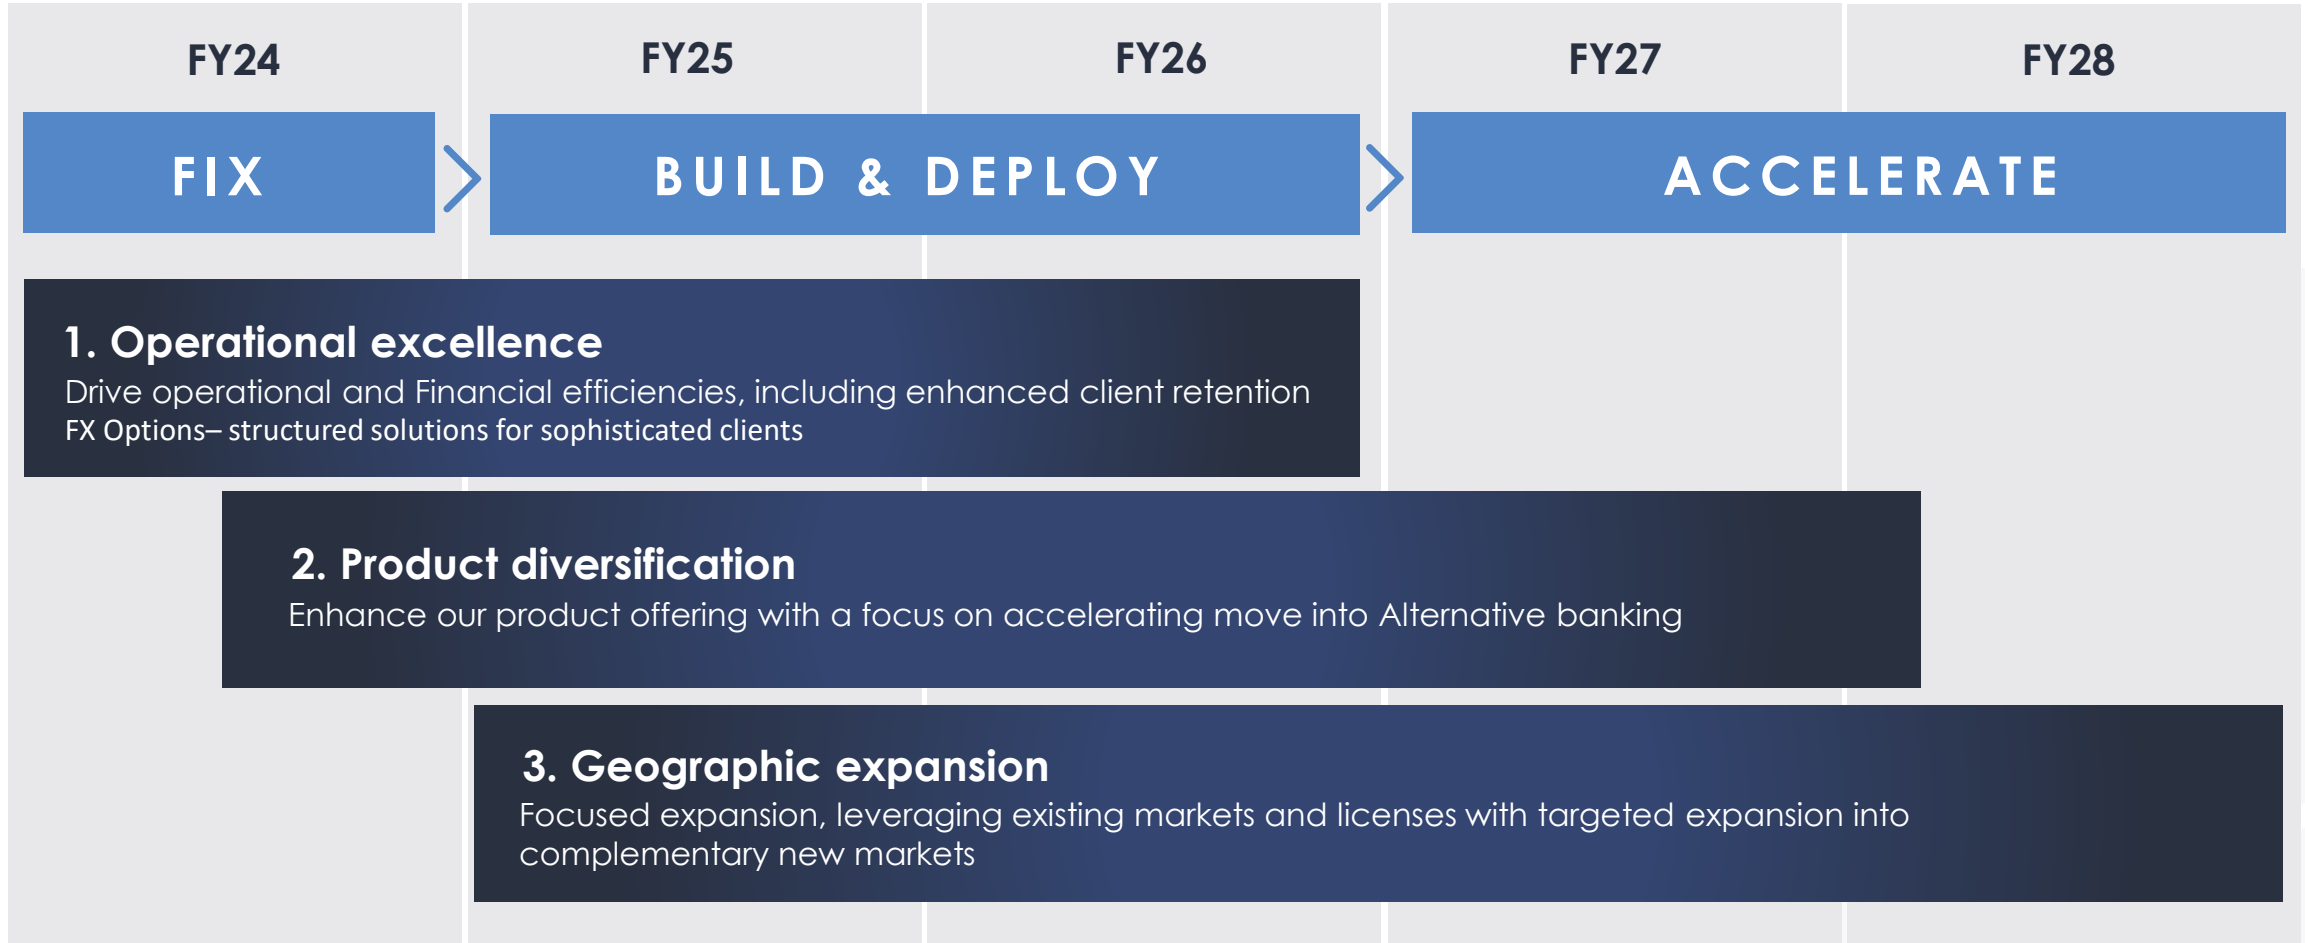 FY24
FY25
FY26
FY27
FY28
FIX
BUILD & DEPLOY
ACCELERATE
1. Operational excellence
Drive operational and Financial efficiencies, including enhanced client retention
FX Options– structured solutions for sophisticated clients
2. Product diversification
Enhance our product offering with a focus on accelerating move into Alternative banking
3. Geographic expansion
Focused expansion, leveraging existing markets and licenses with targeted expansion into
complementary new markets